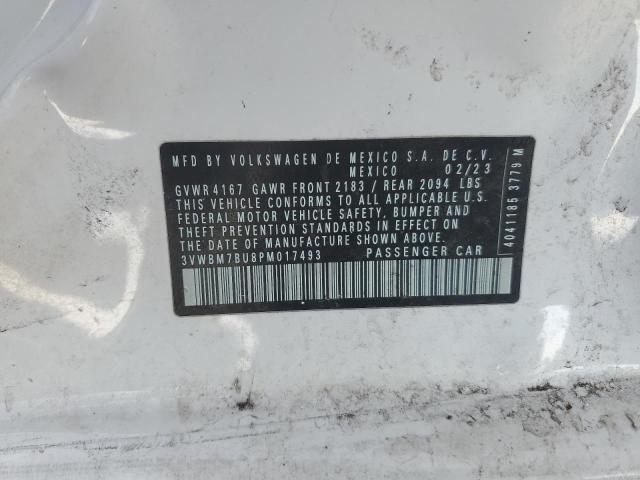 MFD BY VOLKSWAGEN DE MEXICO S.A. DE C.V.
MEXICO 02/23
GVWR 4167 GAWR FRONT 2183 / REAR 2094 LBS
THIS VEHICLE CONFORMS TO ALL APPLICABLE U.S.
FEDERAL MOTOR VEHICLE SAFETY, BUMPER AND
THEFT PREVENTION STANDARDS IN EFFECT ON
THE DATE OF MANUFACTURE SHOWN ABOVE.
3VWBM7BU8PM017493 PASSENGER CAR
4041185 3779 M